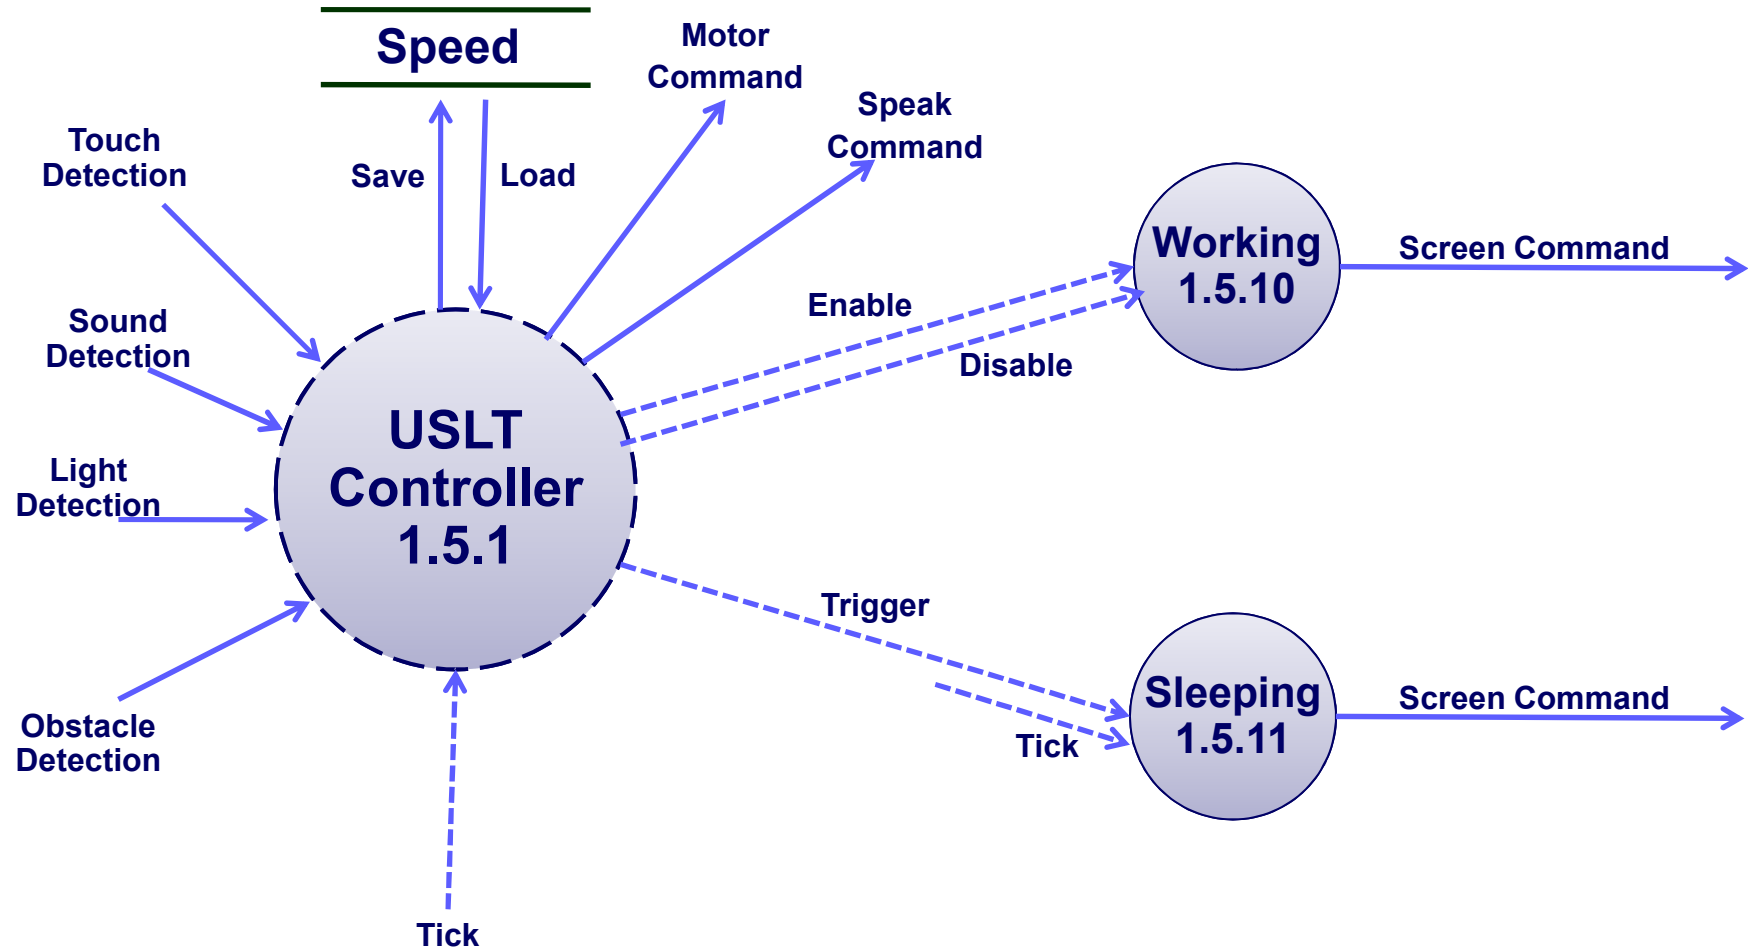 Speed
Motor
Command
Speak
Command
Touch
Detection
Save
Load
Working
1.5.10
Screen Command
Enable
Disable
Sound
Detection
USLT
Controller
1.5.1
Light
Detection
Trigger
Sleeping
1.5.11
Screen Command
Tick
Obstacle
Detection
Tick